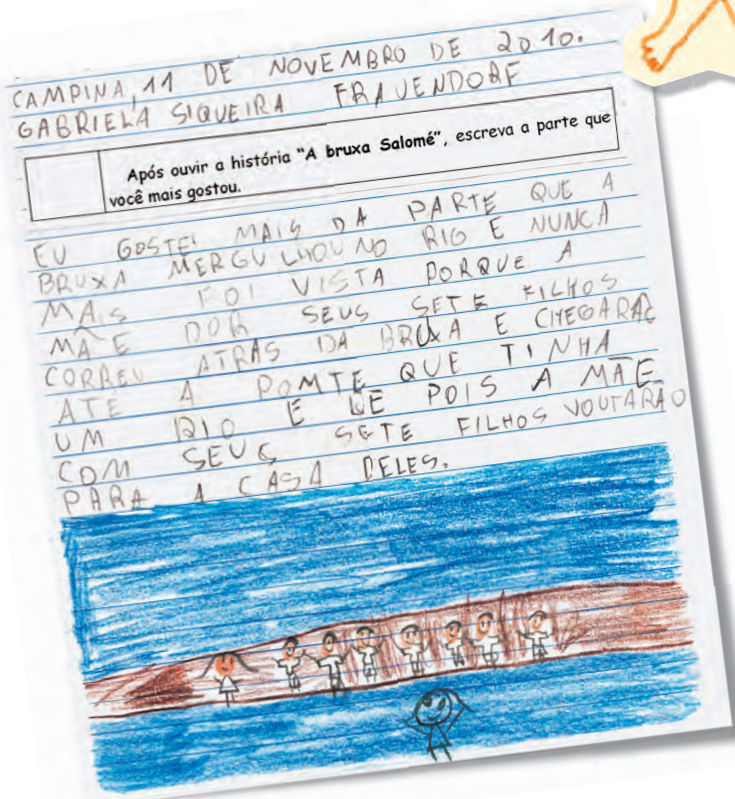 CAMPINA, 11 DE NOVEMBRO DE 2010.
GABRIELA SIQUEIRA FRAUENDORF
Após ouvir a história "A bruxa Salomé", escreva a parte que
você mais gostou.
EU GOSTEI MAIS DA PARTE QUE A
BRUXA MERGULHOU NO RIO E NUNCA
MAIS FOI VISTA PORQUE A
MÃE DOR SEUS SETE FILHOS
CORREU ATRAS DA BRUXA E CHEGARAO
ATE A POMTE QUE TINHA
UM RIO E DE POIS A MÃE
COM SEUS SETE FILHOS VOUTARÃO
PARA A CASA DELES.